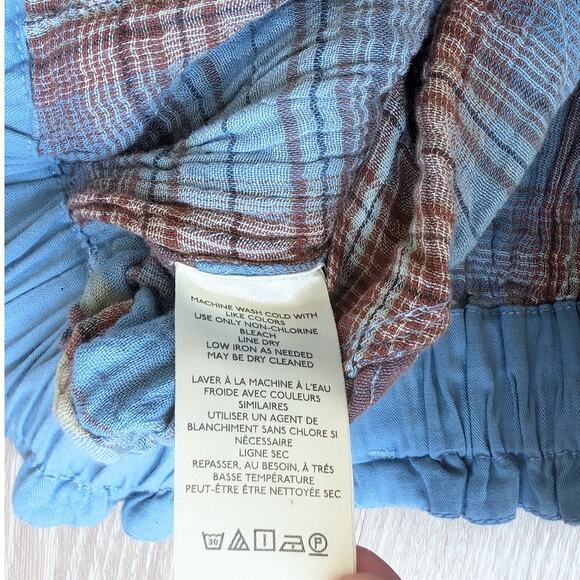 MACHINE WASH COLD WITH
LIKE COLORS
USE ONLY NON-CHLORINE
BLEACH
LINE DRY
LOW IRON AS NEEDED
MAY BE DRY CLEANED
LAVER À LA MACHINE À L'EAU
FROIDE AVEC COULEURS
SIMILAIRES
UTILISER UN AGENT DE
BLANCHIMENT SANS CHLORE SI
NÉCESSAIRE
LIGNE SEC
REPASSER, AU BESOIN, À TRÉS
BASSE TEMPÉRATURE
PEUT-ÊTRE ÊTRE NETTOYÉE SEC
30 P